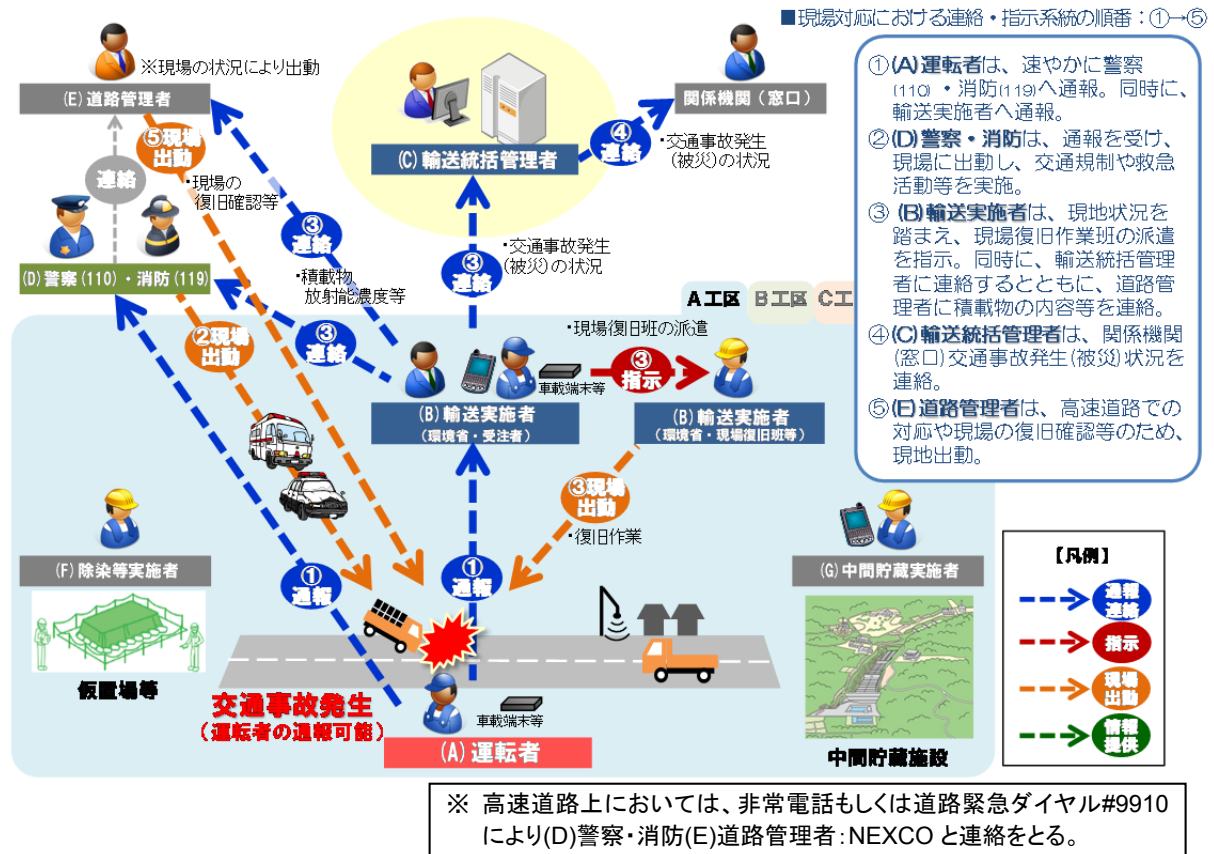 ■現場対応における連絡・指示系統の順番：①→⑤
①(A)運転者は、速やかに警察
(110)・消防(119)へ通報。同時に、
輸送実施者へ通報。
②(D)警察・消防は、通報を受け、
現場に出動し、交通規制や救急
活動等を実施。
③(B)輸送実施者は、現地状況を
踏まえ、現場復旧作業班の派遣
を指示。同時に、輸送統括管理
者に連絡するとともに、道路管
理者に積載物の内容等を連絡。
④(C)輸送統括管理者は、関係機関
(窓口)交通事故発生(被災)状況を
連絡。
⑤(E)道路管理者は、高速道路での
対応や現場の復旧確認等のため、
現地出動。
※現場の状況により出動
(E)道路管理者
⑤現場
出動
・現場の
復旧確認等
連絡
(D)警察(110)・消防(119)
②現場
出動
③
連絡
・積載物
放射能濃度等
③
連絡
(C)輸送統括管理者
④
連絡
関係機関（窓口）
・交通事故発生
(被災)の状況
③
連絡
・交通事故発生
(被災)の状況
A工区
B工区
C工
・現場復旧班の派遣
③
指示
車載端末等
(B)輸送実施者
(環境省・受注者)
(B)輸送実施者
(環境省・現場復旧班等)
③現場
出動
・復旧作業
①
通報
①
通報
(F)除染等実施者
仮置場等
交通事故発生
(運転者の通報可能)
車載端末等
(A)運転者
(G)中間貯蔵実施者
中間貯蔵施設
【凡例】
通報
連絡
指示
現場
出動
情報
提供
※ 高速道路上においては、非常電話もしくは道路緊急ダイヤル#9910
により(D)警察・消防(E)道路管理者：NEXCO と連絡をとる。